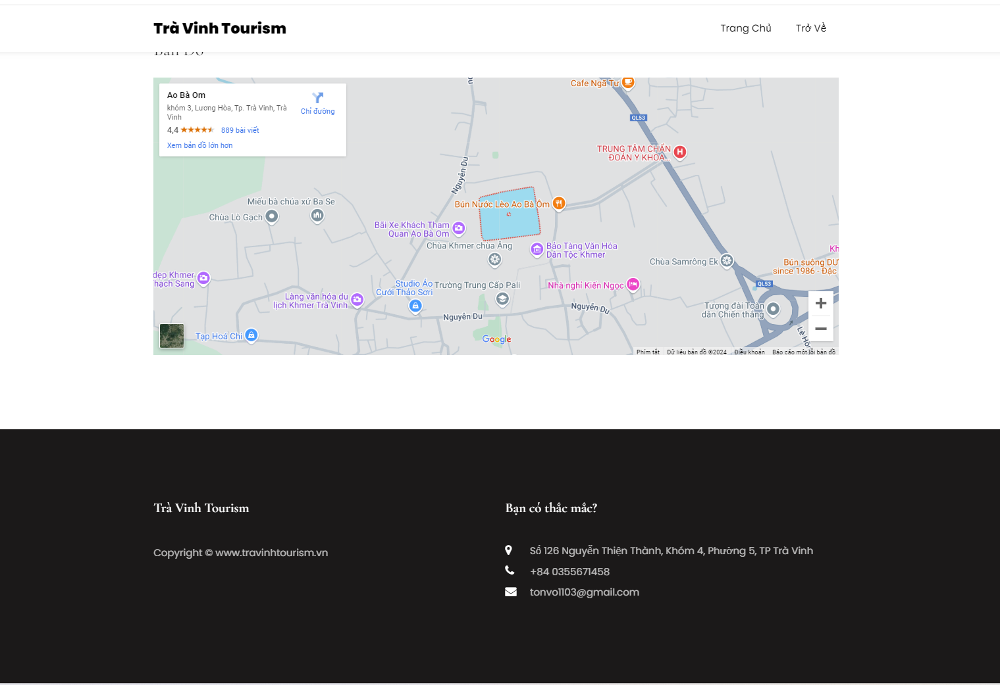 Trà Vinh Tourism
Trang Chủ
Trở Về
Bản Đồ
Ao Bà Om
khóm 3, Lương Hòa, Tp. Trà Vinh, Trà
Vinh
Chỉ đường
4,4
889 bài viết
Xem bản đồ lớn hơn
Cafe Ngã Tư
QL53
TRUNG TÂM CHẨN
ĐOÁN Y KHOA...
Nguyễn Du
Miếu bà chúa xứ Ba Se
Chùa Lò Gạch
Bún Nước Lèo Ao Bà Om
Bãi Xe Khách Tham
Quan Ao Bà Om
Chùa Khmer chùa Âng
Bảo Tàng Văn Hóa
Dân Tộc Khmer
Chùa Samrông Ek
Kh
Bún suông DƯ
since 1986 - Đặc
đẹp Khmer
hạch Sang
Studio Áo
Cưới Thảo Sơri
Trường Trung Cấp Pali
Nhà nghỉ Kiến Ngọc
QL53
Làng văn hóa du
lịch Khmer Trà Vinh
Nguyễn Du
Nguyễn Du
Tượng đài Toàn
dân Chiến thắng
Tạp Hoá Chi
Google
Lê Hồn
Phím tắt
Dữ liệu bản đồ ©2024
Điều khoản
Báo cáo một lỗi bản đồ
Trà Vinh Tourism
Copyright © www.travinhtourism.vn
Bạn có thắc mắc?
Số 126 Nguyễn Thiện Thành, Khóm 4, Phường 5, TP Trà Vinh
+84 0355671458
tonvo1103@gmail.com